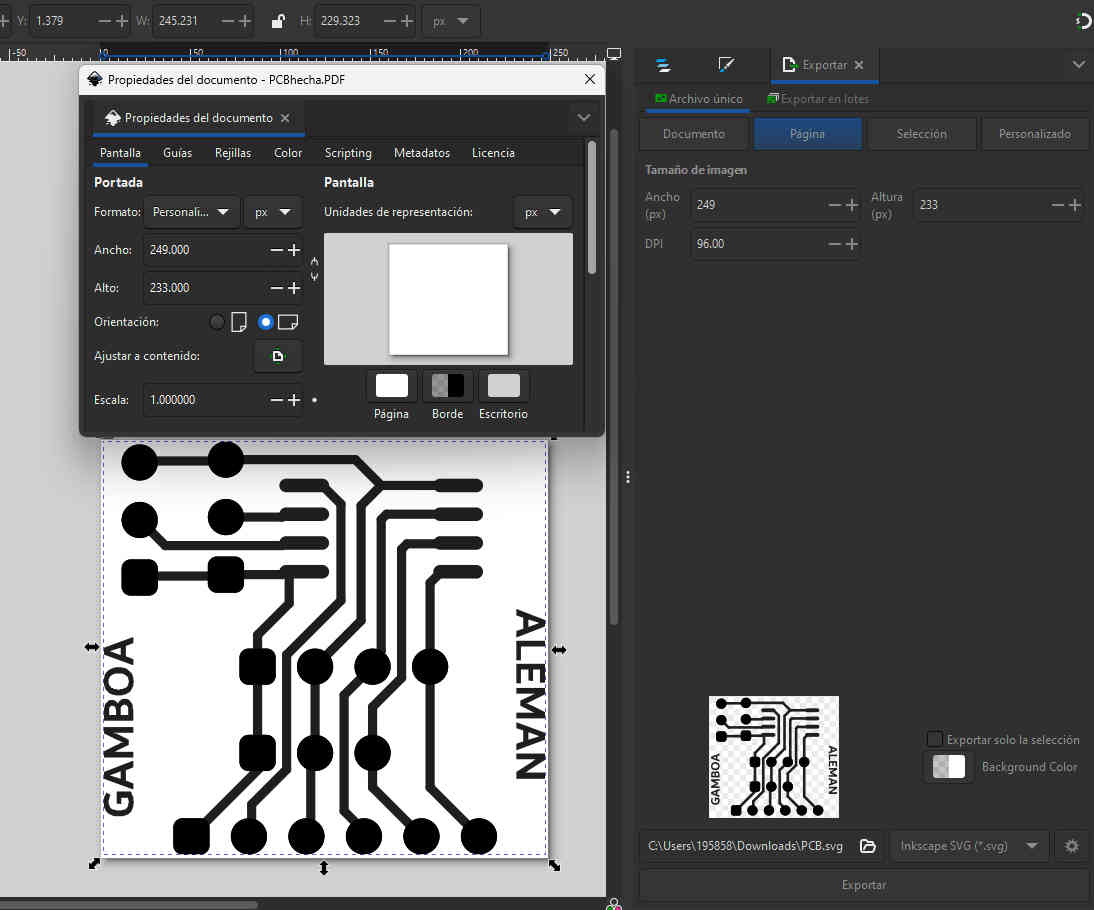 Y: 1.379 W: 245.231 H: 229.323 px
-50 0 50 100 150 200 250
Propiedades del documento - PCBhecha.PDF
Propiedades del documento
Pantalla Guías Rejillas Color Scripting Metadatos Licencia
Portada
Formato: Personali... px
Ancho: 249.000
Alto: 233.000
Orientación:
Ajustar a contenido:
Escala: 1.000000
Pantalla
Unidades de representación: px
Página Borde Escritorio
GAMBOA
ALEMAN
Exportar
Archivo único Exportar en lotes
Documento Página Selección Personalizado
Tamaño de imagen
Ancho (px) 249 Altura (px) 233
DPI 96.00
GAMBOA
ALEMAN
Exportar solo la selección
Background Color
C:\Users\195858\Downloads\PCB.svg Inkscape SVG (*.svg)
Exportar